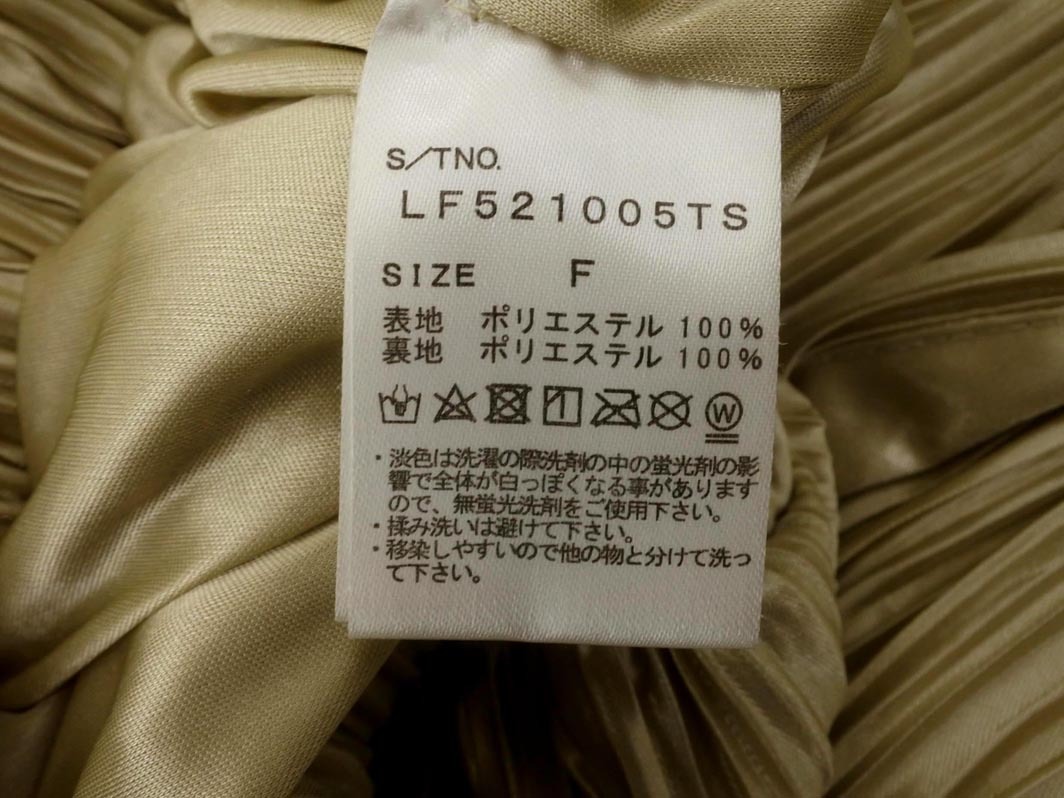 S/TNO.
LF521005TS
SIZE F
表地 ポリエステル 100%
裏地 ポリエステル 100%
W
・淡色は洗濯の際洗剤の中の蛍光剤の影
響で全体が白っぽくなる事があります
ので、無蛍光洗剤をご使用下さい。
・揉み洗いは避けて下さい。
・移染しやすいので他の物と分けて洗っ
て下さい。